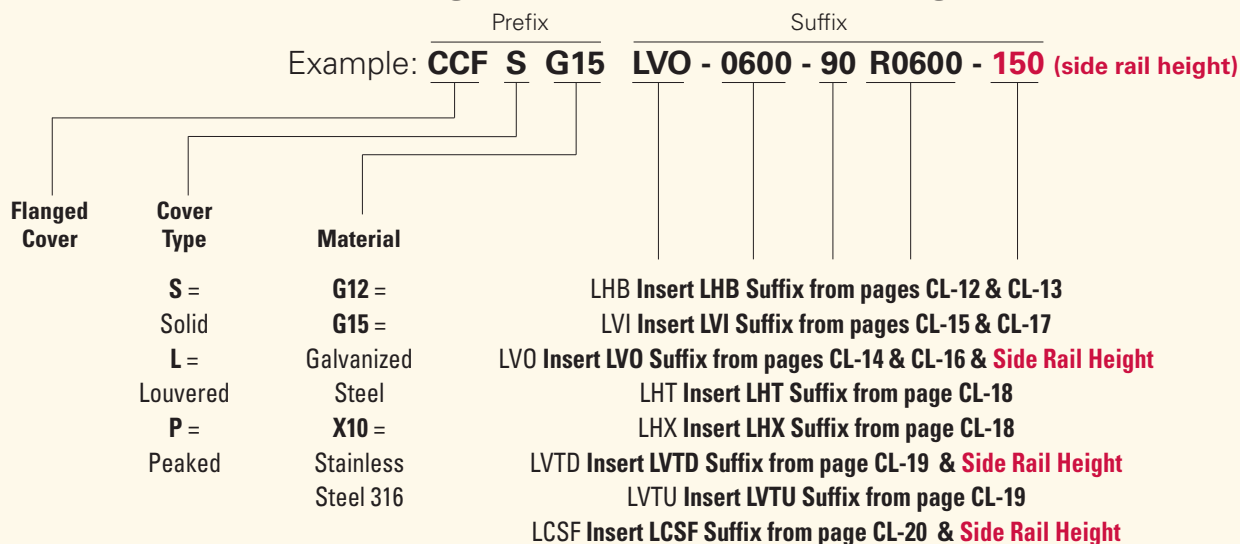 Prefix Suffix
Example: CCF S G15 LVO - 0600 - 90 R0600 - 150 (side rail height)
Flanged Cover
Cover Type
Material
S =
Solid
L =
Louvered
P =
Peaked
G12 =
G15 =
Galvanized
Steel
X10 =
Stainless
Steel 316
LHB Insert LHB Suffix from pages CL-12 & CL-13
LVI Insert LVI Suffix from pages CL-15 & CL-17
LVO Insert LVO Suffix from pages CL-14 & CL-16 & Side Rail Height
LHT Insert LHT Suffix from page CL-18
LHX Insert LHX Suffix from page CL-18
LVTD Insert LVTD Suffix from page CL-19 & Side Rail Height
LVTU Insert LVTU Suffix from page CL-19
LCSF Insert LCSF Suffix from page CL-20 & Side Rail Height